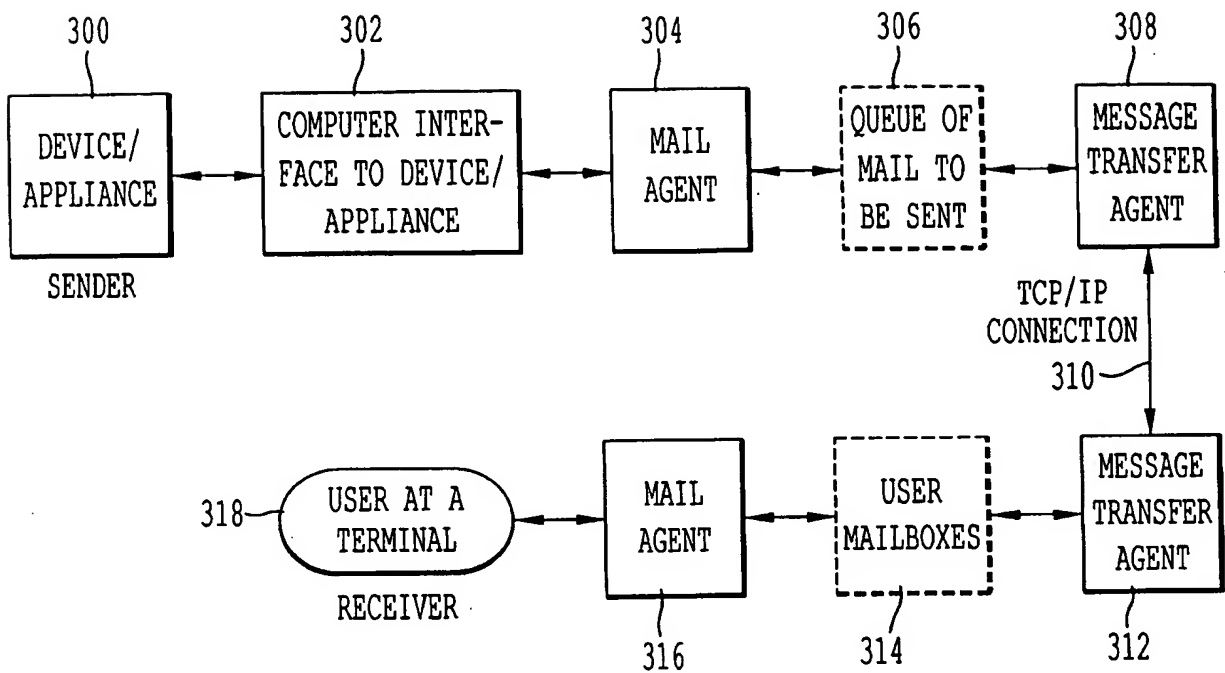 300
302
304
306
308
DEVICE/
APPLIANCE
COMPUTER INTER-
FACE TO DEVICE/
APPLIANCE
MAIL
AGENT
QUEUE OF
MAIL TO
BE SENT
MESSAGE
TRANSFER
AGENT
SENDER
TCP/IP
CONNECTION
310
318
USER AT A
TERMINAL
MAIL
AGENT
USER
MAILBOXES
MESSAGE
TRANSFER
AGENT
RECEIVER
316
314
312